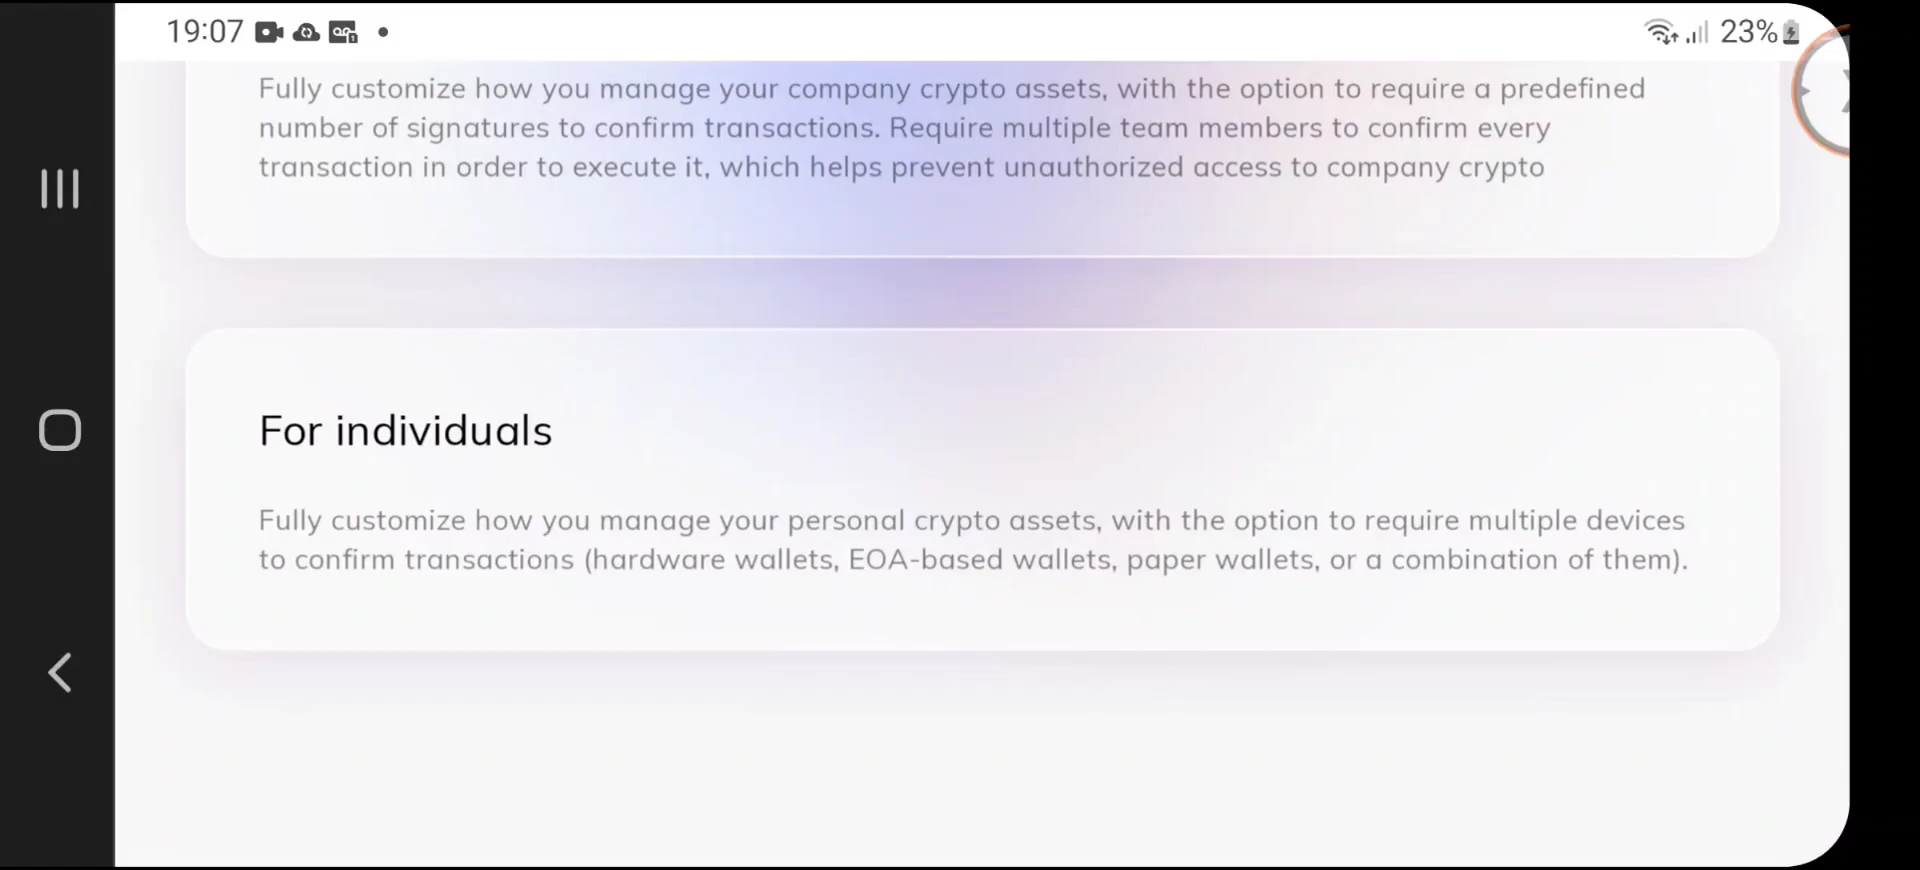 19:07
23%
Fully customize how you manage your company crypto assets, with the option to require a predefined
number of signatures to confirm transactions. Require multiple team members to confirm every
transaction in order to execute it, which helps prevent unauthorized access to company crypto
For individuals
Fully customize how you manage your personal crypto assets, with the option to require multiple devices
to confirm transactions (hardware wallets, EOA-based wallets, paper wallets, or a combination of them).